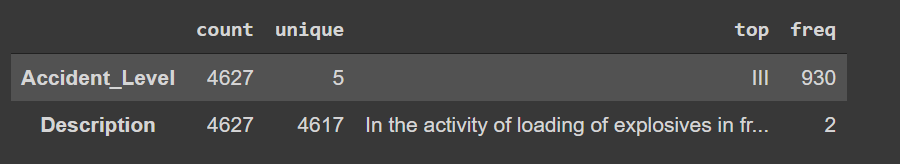 count unique top freq
Accident_Level 4627 5 III 930
Description 4627 4617 In the activity of loading of explosives in fr... 2